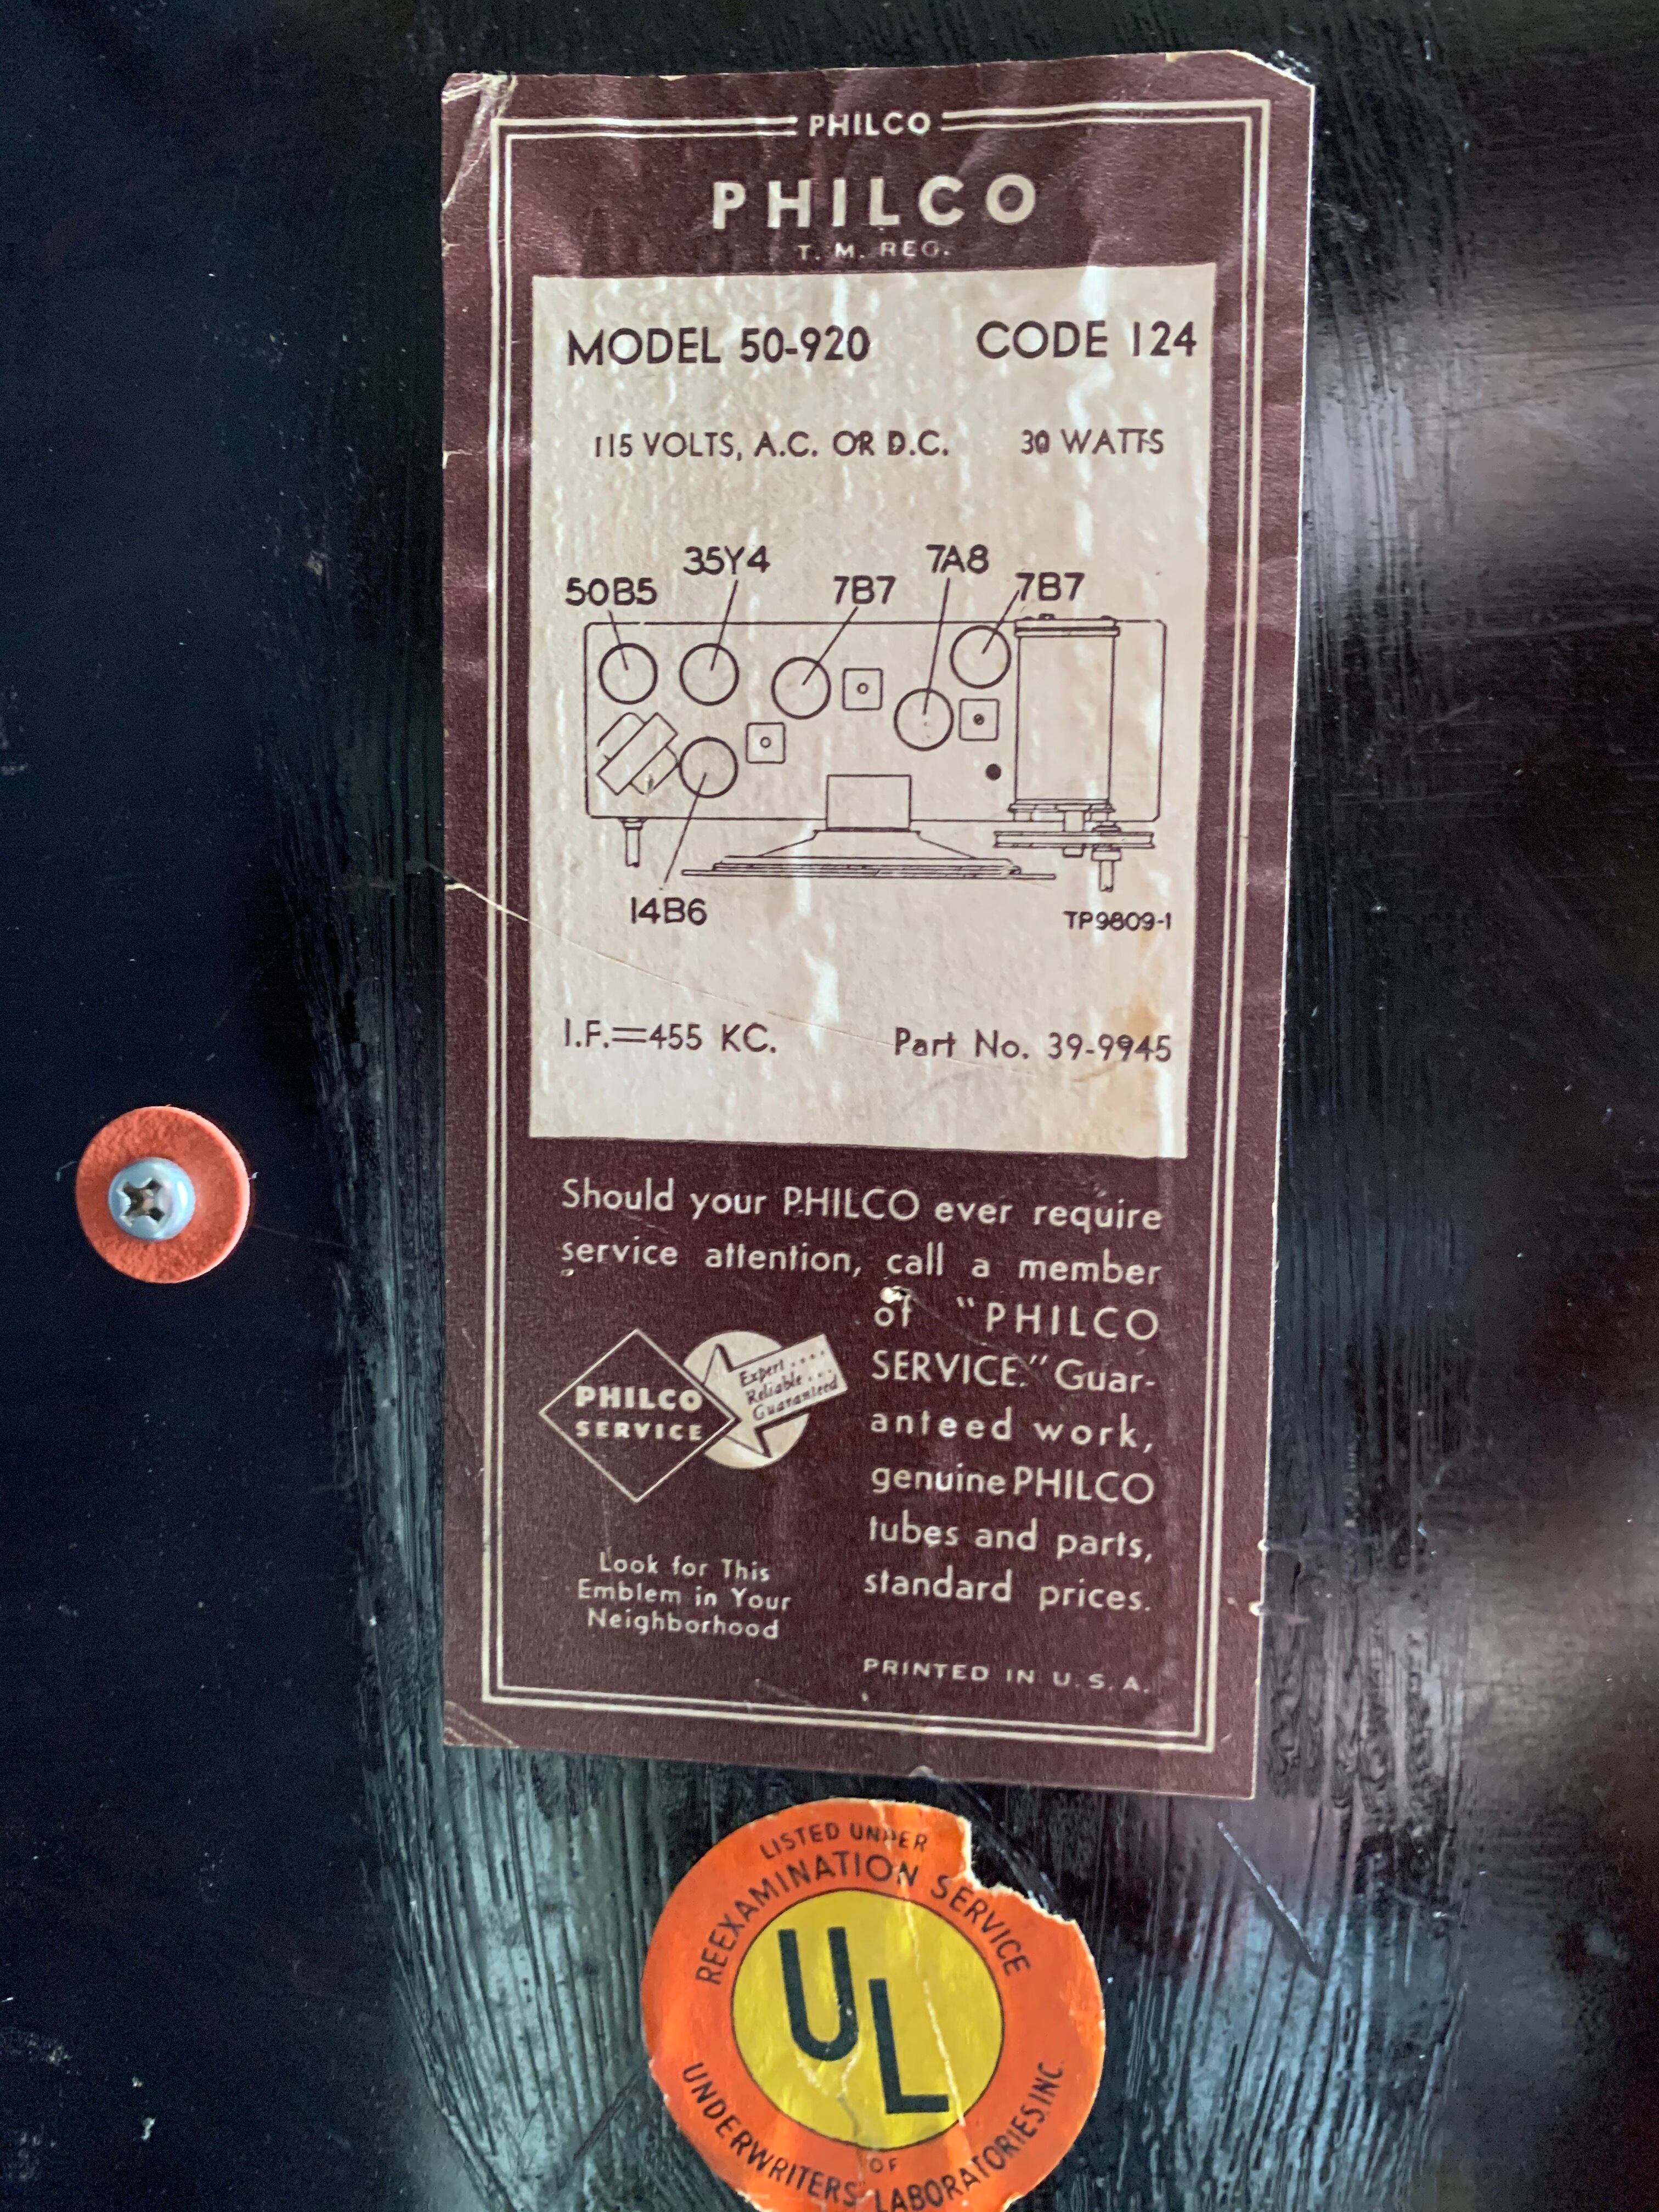 PHILCO
PHILCO
T. M. REG.
MODEL 50-920 CODE 124
115 VOLTS, A.C. OR D.C. 30 WATTS
35Y4 7A8
50B5 7B7 7B7
14B6
TP9809-1
I.F.=455 KC. Part No. 39-9945
Should your PHILCO ever require
service attention, call a member
of "PHILCO
SERVICE." Guar-
anteed work,
genuine PHILCO
tubes and parts,
standard prices.
Expert ....
Reliable ...
Guaranteed
PHILCO
SERVICE
Look for This
Emblem in Your
Neighborhood
PRINTED IN U.S.A.
LISTED UNDER
REEXAMINATION SERVICE
UL
OF
UNDERWRITERS' LABORATORIES, INC.